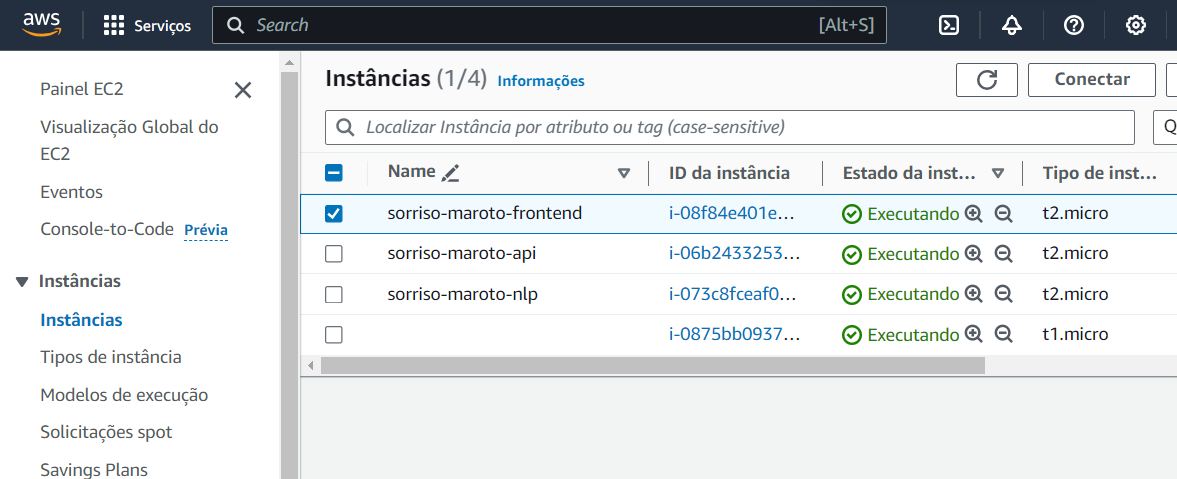 aws
Serviços
Search
[Alt+S]
Painel EC2
Visualização Global do
EC2
Eventos
Console-to-Code Prévia
Instâncias
Instâncias
Tipos de instância
Modelos de execução
Solicitações spot
Savings Plans
Instâncias (1/4) Informações
Conectar
Localizar Instância por atributo ou tag (case-sensitive)
Q
Name ID da instância Estado da inst... Tipo de inst...
sorriso-maroto-frontend i-08f84e401e... Executando t2.micro
sorriso-maroto-api i-06b2433253... Executando t2.micro
sorriso-maroto-nlp i-073c8fceaf0... Executando t2.micro
i-0875bb0937... Executando t1.micro